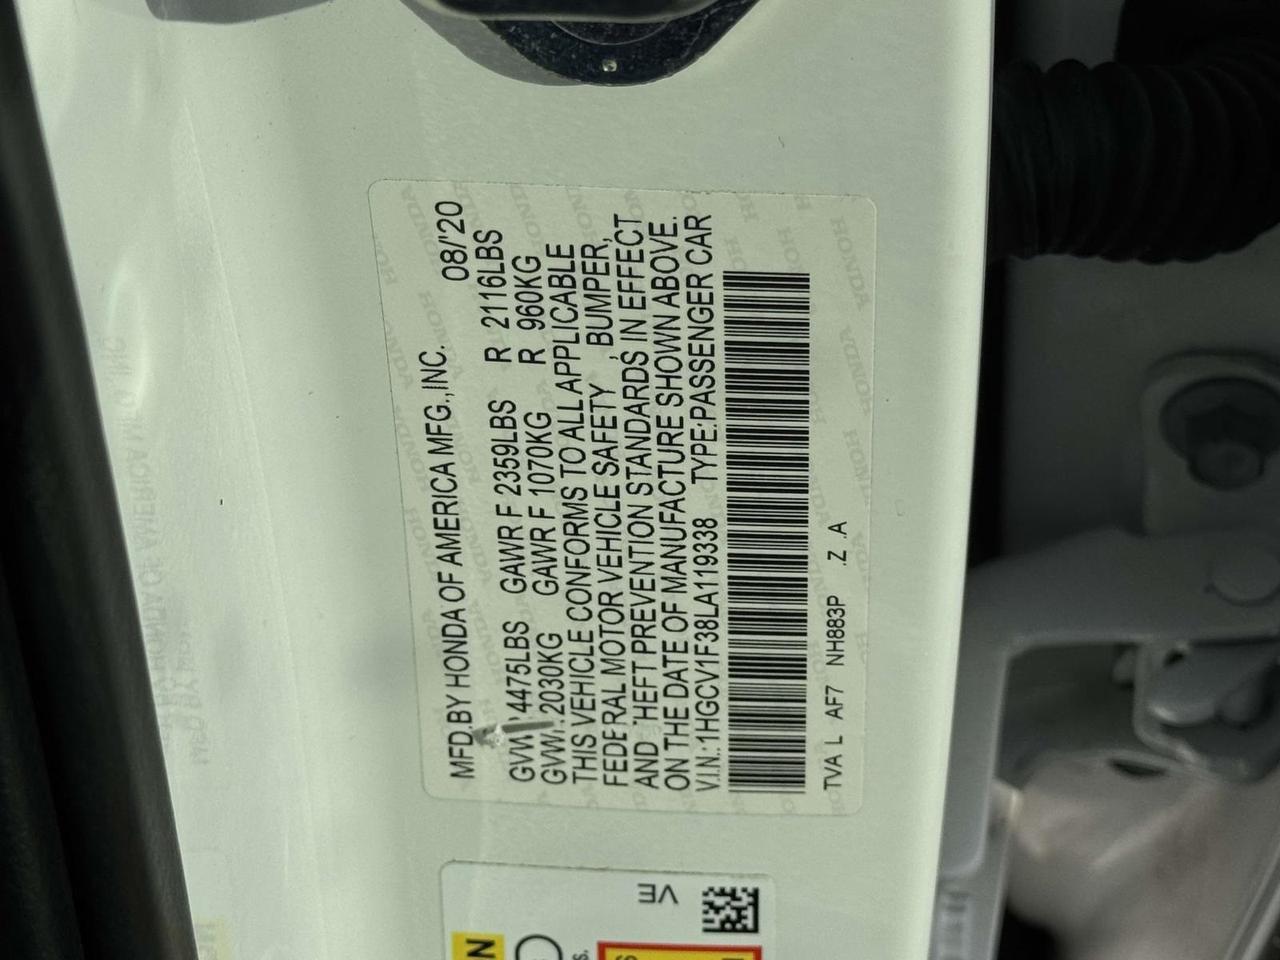 MFD.BY HONDA OF AMERICA MFG.,INC. 08/'20
4475LBS GAWR F 2359LBS R 2116LBS
2030KG GAWR F 1070KG R 960KG
THIS VEHICLE CONFORMS TO ALL APPLICABLE
FEDERAL MOTOR VEHICLE SAFETY , BUMPER,
AND THEFT PREVENTION STANDARDS IN EFFECT
ON THE DATE OF MANUFACTURE SHOWN ABOVE.
V.I.N.:1HGCV1F38LA119338 TYPE:PASSENGER CAR
TVA L AF7 NH883P .Z .A
VE